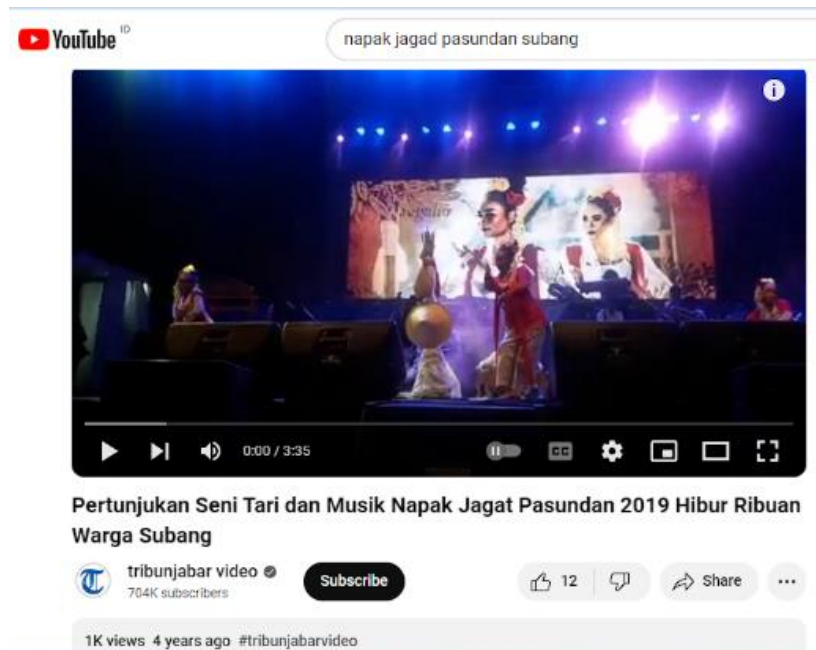 YouTube ID
napak jagad pasundan subang
0:00 / 3:35
CC
Pertunjukan Seni Tari dan Musik Napak Jagat Pasundan 2019 Hibur Ribuan
Warga Subang
tribunjabar video
704K subscribers
Subscribe
12
Share
1K views 4 years ago #tribunjabarvideo